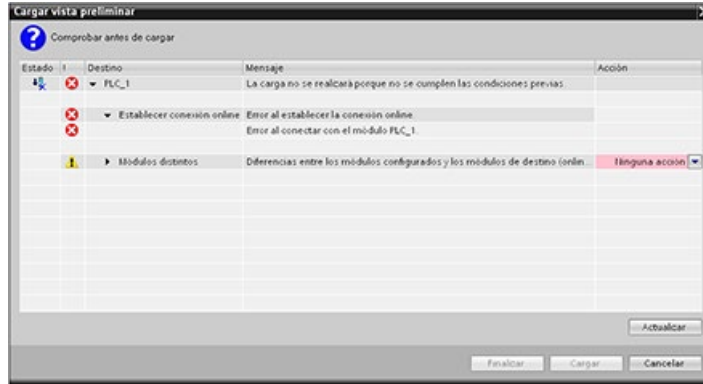 Cargar vista preliminar
Comprobar antes de cargar
Estado ! Destino Mensaje Acción
PLC_1 La carga no se realizará porque no se cumplen las condiciones previas.
Establecer conexión online Error al establecer la conexión online.
Error al conectar con el módulo PLC_1.
Módulos distintos Diferencias entre los módulos configurados y los módulos de destino (onlin... Ninguna acción
Actualizar
Finalizar Cargar Cancelar